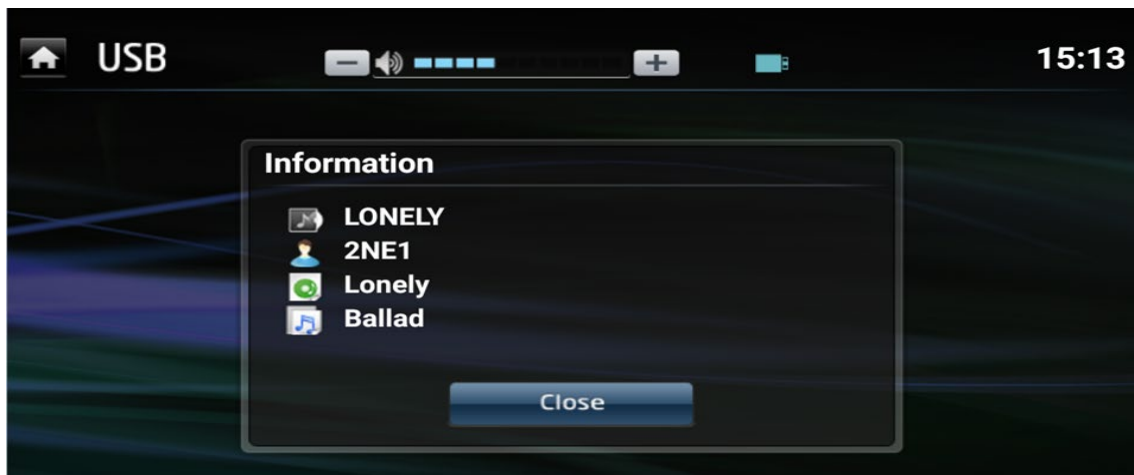 USB
15:13
Information
LONELY
2NE1
Lonely
Ballad
Close